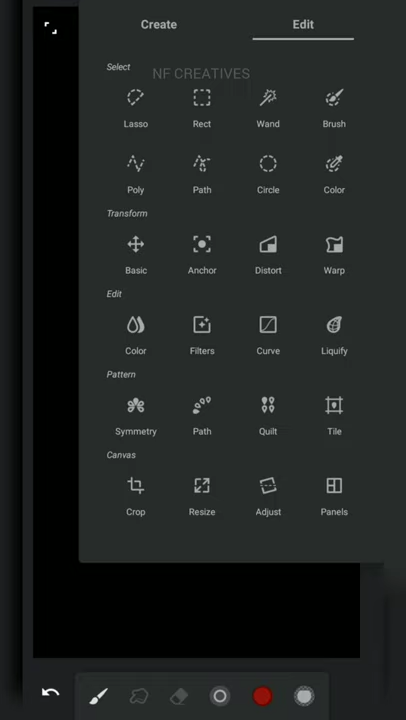 Create Edit
Select
NF CREATIVES
Lasso Rect Wand Brush
Poly Path Circle Color
Transform
Basic Anchor Distort Warp
Edit
Color Filters Curve Liquify
Pattern
Symmetry Path Quilt Tile
Canvas
Crop Resize Adjust Panels